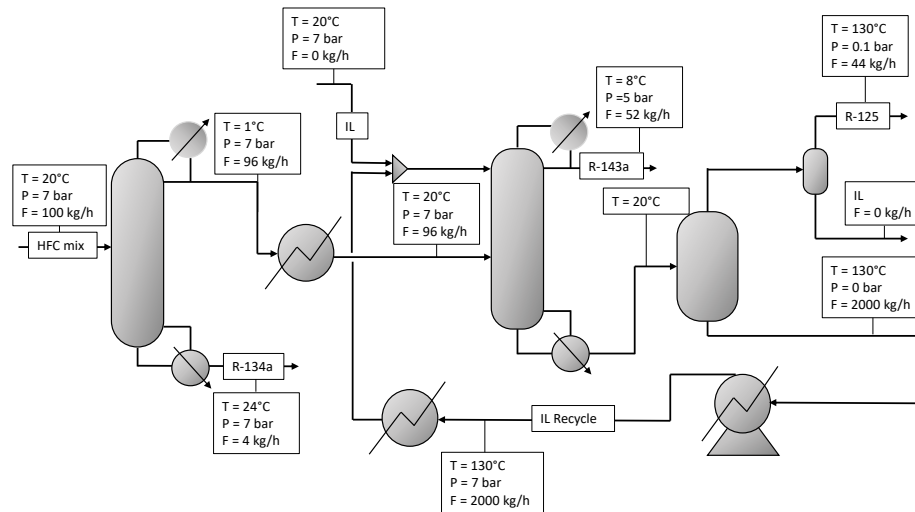 T = 20°C
P = 7 bar
F = 0 kg/h
IL
T = 130°C
P = 0.1 bar
F = 44 kg/h
R-125
T = 8°C
P =5 bar
F = 52 kg/h
R-143a
T = 1°C
P = 7 bar
F = 96 kg/h
T = 20°C
P = 7 bar
F = 100 kg/h
HFC mix
T = 20°C
P = 7 bar
F = 96 kg/h
T = 20°C
IL
F = 0 kg/h
T = 130°C
P = 0 bar
F = 2000 kg/h
R-134a
T = 24°C
P = 7 bar
F = 4 kg/h
IL Recycle
T = 130°C
P = 7 bar
F = 2000 kg/h